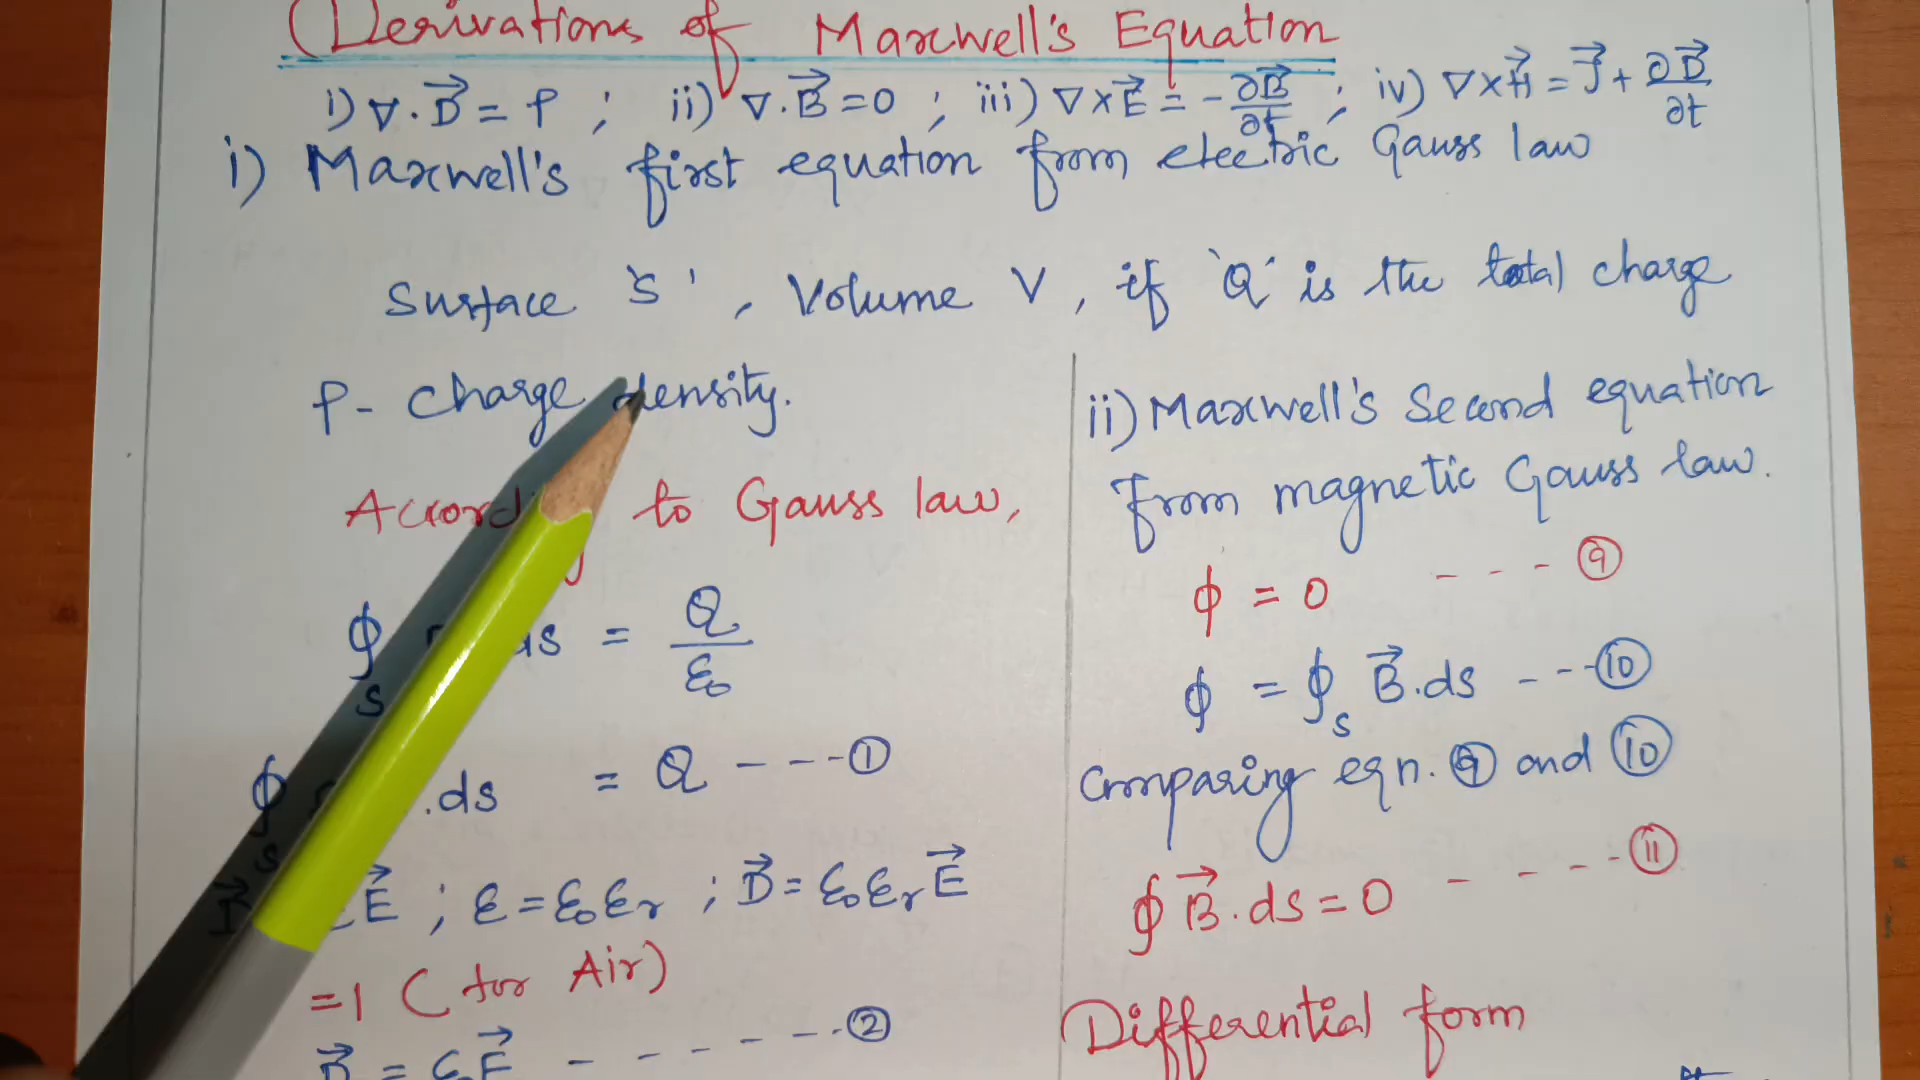 Derivations of Maxwell's Equation
i) ∇·D⃗ = ρ ; ii) ∇·B⃗ = 0 ; iii) ∇×E⃗ = -∂B⃗/∂t ; iv) ∇×H⃗ = J⃗ + ∂D⃗/∂t
i) Maxwell's first equation from electric Gauss law
Surface 'S', Volume V, if 'Q' is the total charge
ρ - Charge density.
to Gauss law,
∮s ds = Q/ε₀
∮s .ds = Q ---①
E⃗ ; ε = ε₀εr ; D⃗ = ε₀εr E⃗
=1 (for Air)
D⃗ = ε₀E⃗ ------②
ii) Maxwell's Second equation
from magnetic Gauss law.
ϕ = 0 ---⑨
ϕ = ∮s B⃗.ds ---⑩
Comparing eqn. ⑨ and ⑩
∮ B⃗.ds = 0 ----⑪
Differential form